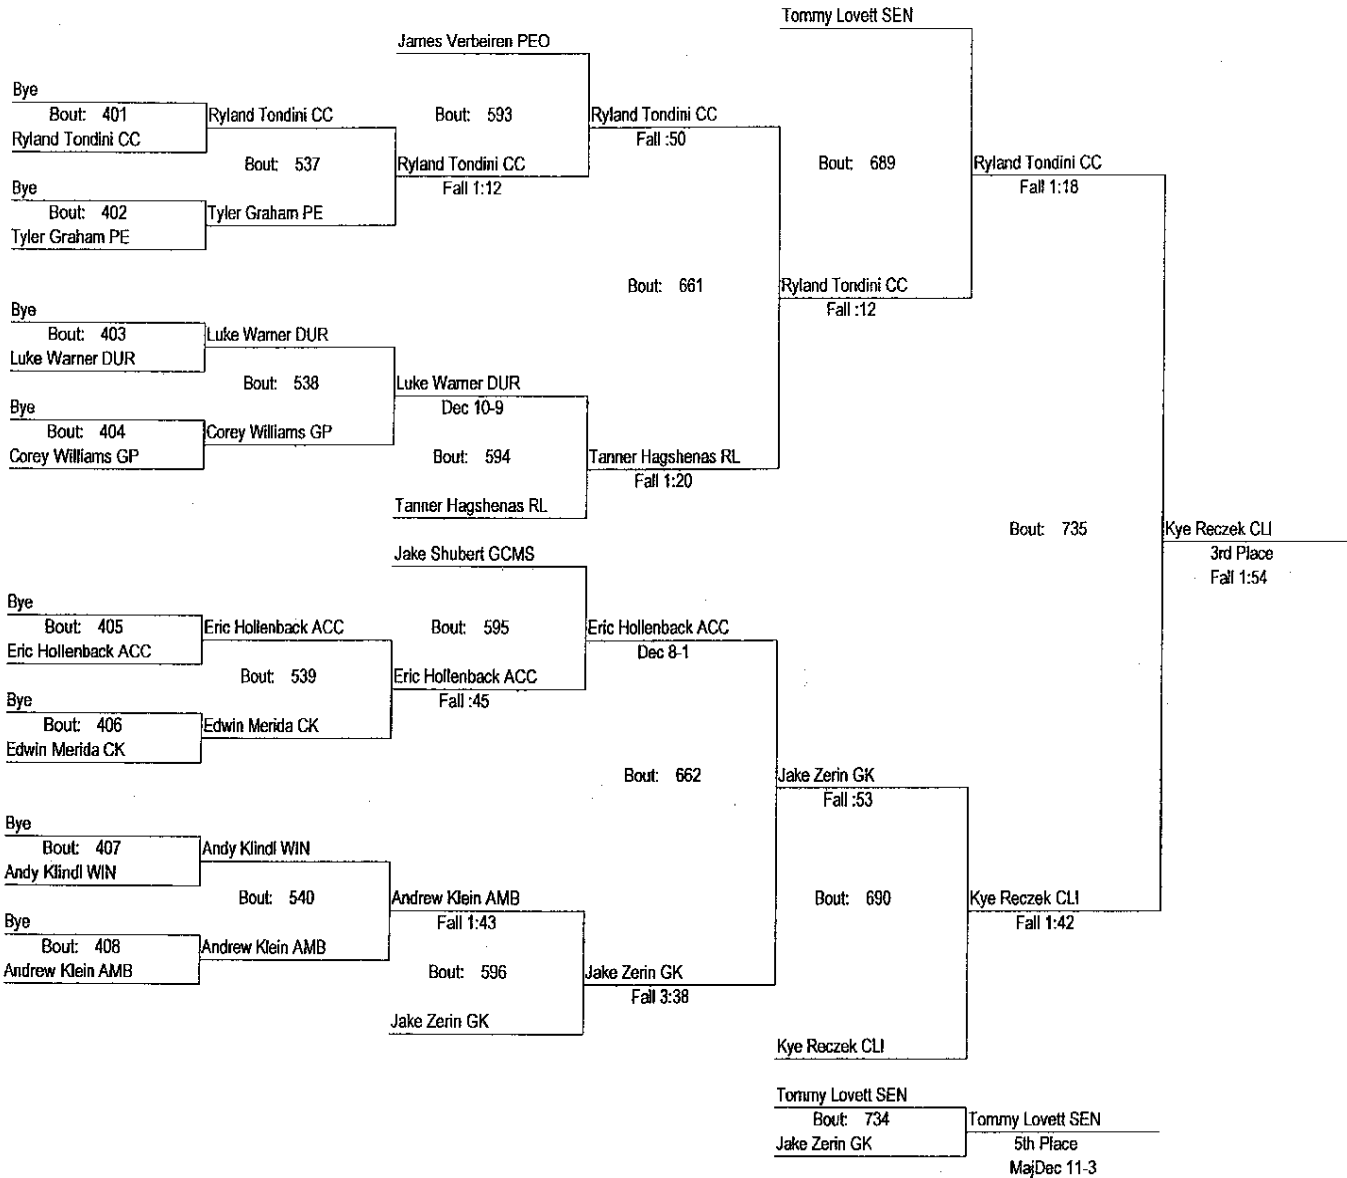 Tommy Lovett SEN
James Verbeiren PEO
Bye
Bout: 401
Ryland Tondini CC
Ryland Tondini CC
Bout: 593
Ryland Tondini CC
Fall :50
Bout: 537
Ryland Tondini CC
Fall 1:12
Bout: 689
Ryland Tondini CC
Fall 1:18
Bye
Bout: 402
Tyler Graham PE
Tyler Graham PE
Bout: 661
Ryland Tondini CC
Fall :12
Bye
Bout: 403
Luke Warner DUR
Luke Warner DUR
Bout: 538
Luke Warner DUR
Dec 10-9
Bye
Bout: 404
Corey Williams GP
Corey Williams GP
Bout: 594
Tanner Hagshenas RL
Fall 1:20
Tanner Hagshenas RL
Bout: 735
Kye Reczek CLI
3rd Place
Fall 1:54
Jake Shubert GCMS
Bye
Bout: 405
Eric Hollenback ACC
Eric Hollenback ACC
Bout: 595
Eric Hollenback ACC
Dec 8-1
Bout: 539
Eric Hollenback ACC
Fall :45
Bye
Bout: 406
Edwin Merida CK
Edwin Merida CK
Bout: 662
Jake Zerin GK
Fall :53
Bye
Bout: 407
Andy Klindl WIN
Andy Klindl WIN
Bout: 540
Andrew Klein AMB
Fall 1:43
Bout: 690
Kye Reczek CLI
Fall 1:42
Bye
Bout: 408
Andrew Klein AMB
Andrew Klein AMB
Bout: 596
Jake Zerin GK
Fall 3:38
Jake Zerin GK
Kye Reczek CLI
Tommy Lovett SEN
Bout: 734
Jake Zerin GK
Tommy Lovett SEN
5th Place
MajDec 11-3